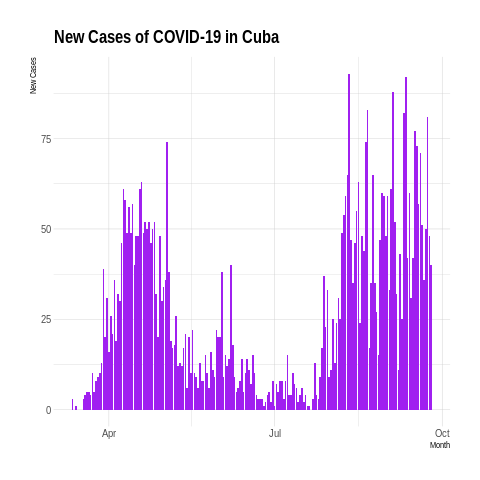 New Cases of COVID-19 in Cuba
New Cases
75
50
25
0
Apr
Jul
Oct
Month